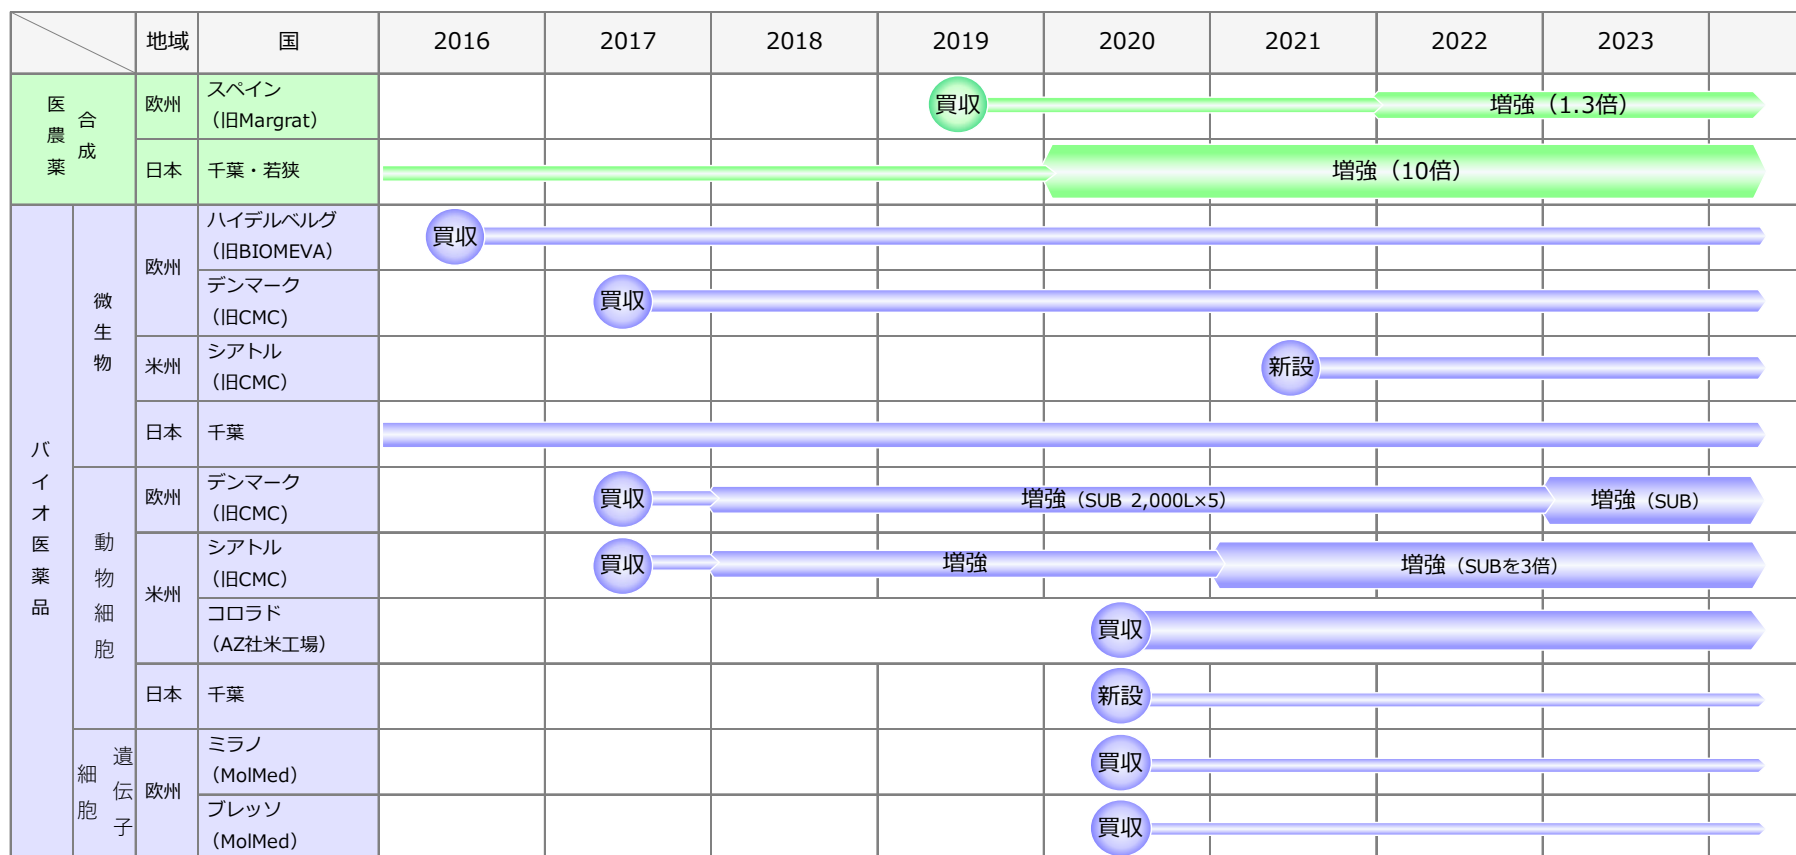 地域 国 2016 2017 2018 2019 2020 2021 2022 2023
医農薬 合成
欧州 スペイン
（旧Margrat） 買収 増強（1.3倍）
日本 千葉・若狭 増強（10倍）
バイオ医薬品
微生物
欧州 ハイデルベルグ
（旧BIOMEVA） 買収
デンマーク
（旧CMC) 買収
米州 シアトル
（旧CMC） 新設
日本 千葉
動物細胞
欧州 デンマーク
（旧CMC) 買収 増強（SUB 2,000L×5） 増強（SUB）
米州 シアトル
（旧CMC） 買収 増強 増強（SUBを3倍）
コロラド
（AZ社米工場） 買収
日本 千葉 新設
遺伝子 細胞
欧州 ミラノ
（MolMed） 買収
ブレッソ
（MolMed） 買収